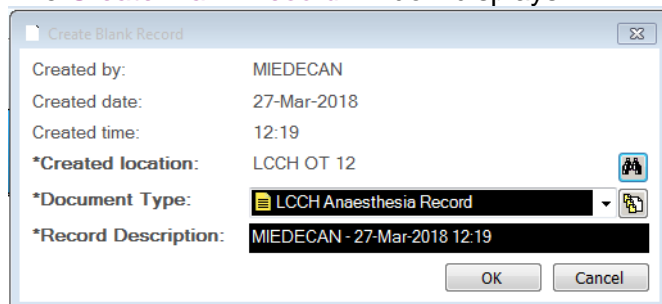 Create Blank Record
Created by: MIEDECAN
Created date: 27-Mar-2018
Created time: 12:19
*Created location: LCCH OT 12
*Document Type: LCCH Anaesthesia Record
*Record Description: MIEDECAN - 27-Mar-2018 12:19
OK Cancel